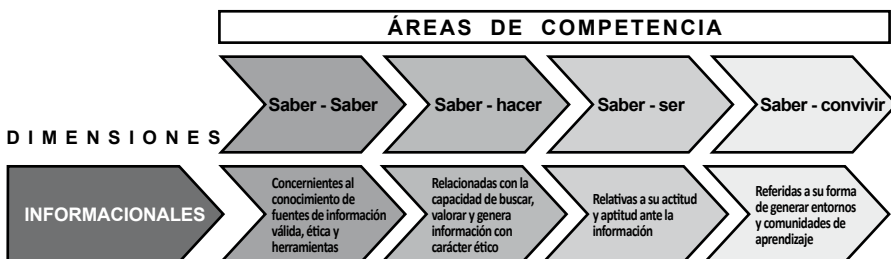 ÁREAS DE COMPETENCIA
Saber - Saber
Saber - hacer
Saber - ser
Saber - convivir
DIMENSIONES
INFORMACIONALES
Concernientes al
conocimiento de
fuentes de información
válida, ética y
herramientas
Relacionadas con la
capacidad de buscar,
valorar y genera
información con
carácter ético
Relativas a su actitud
y aptitud ante la
información
Referidas a su forma
de generar entornos
y comunidades de
aprendizaje